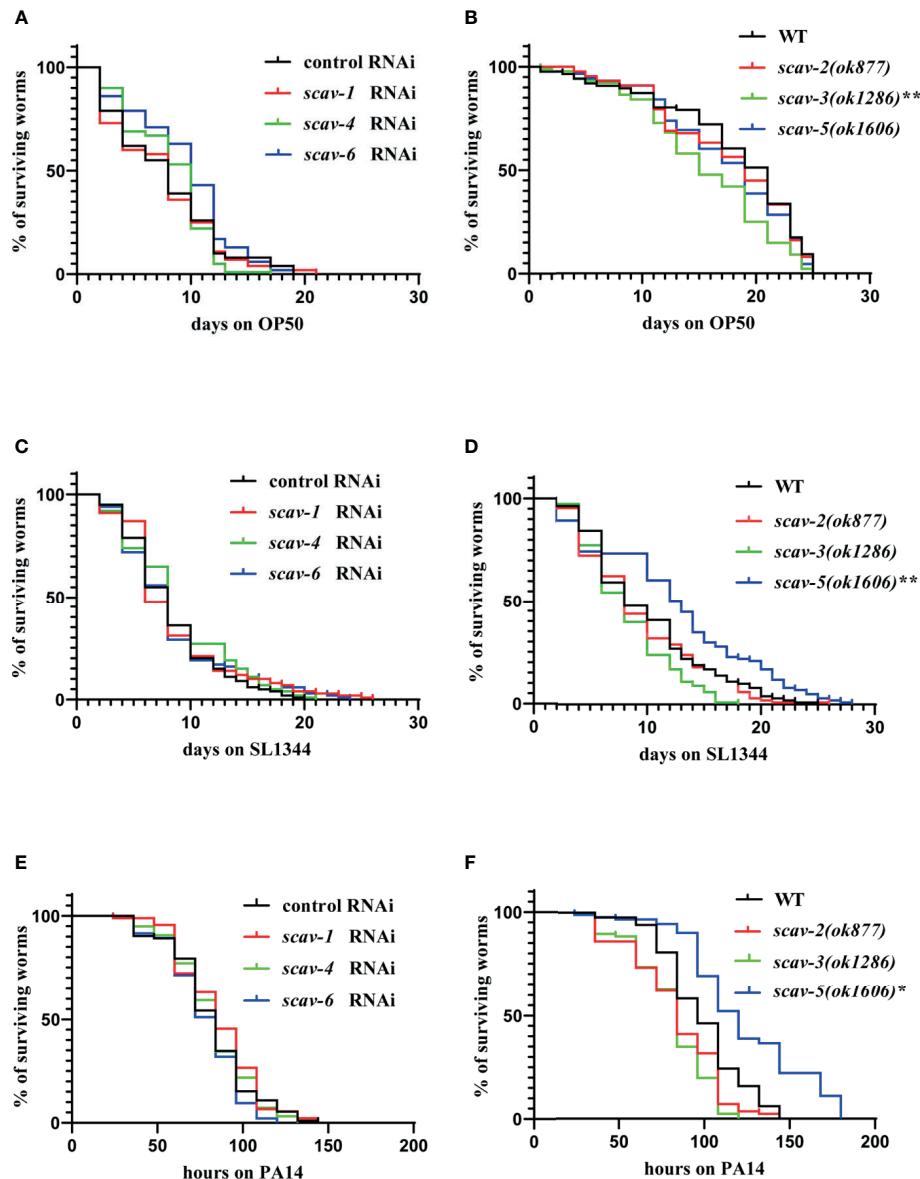 A
control RNAi
scav-1 RNAi
scav-4 RNAi
scav-6 RNAi
% of surviving worms
100
50
0
0 10 20 30
days on OP50
B
WT
scav-2(ok877)
scav-3(ok1286)**
scav-5(ok1606)
% of surviving worms
100
50
0
0 10 20 30
days on OP50
C
control RNAi
scav-1 RNAi
scav-4 RNAi
scav-6 RNAi
% of surviving worms
100
50
0
0 10 20 30
days on SL1344
D
WT
scav-2(ok877)
scav-3(ok1286)
scav-5(ok1606)**
% of surviving worms
100
50
0
0 10 20 30
days on SL1344
E
control RNAi
scav-1 RNAi
scav-4 RNAi
scav-6 RNAi
% of surviving worms
100
50
0
0 50 100 150 200
hours on PA14
F
WT
scav-2(ok877)
scav-3(ok1286)
scav-5(ok1606)*
% of surviving worms
100
50
0
0 50 100 150 200
hours on PA14